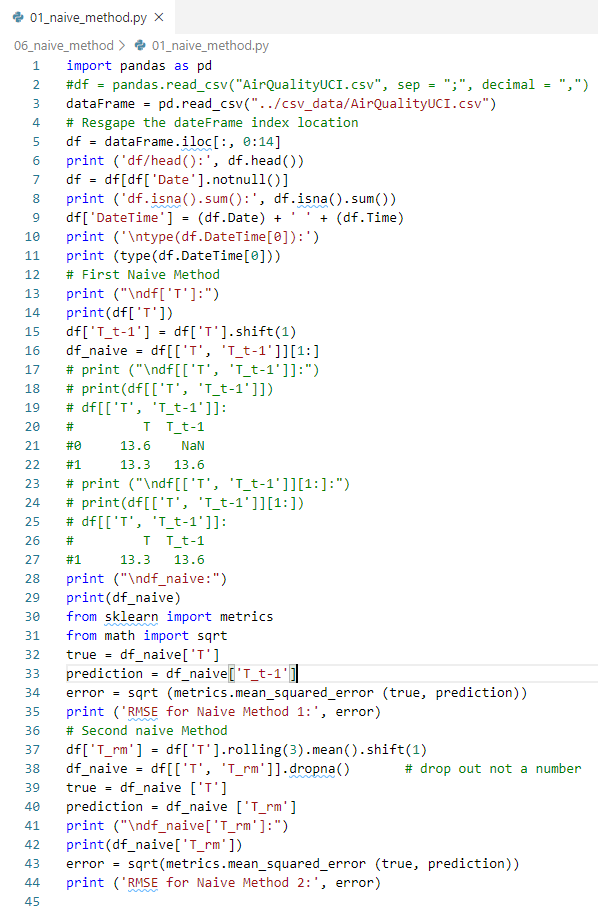 01_naive_method.py ×
06_naive_method > 01_naive_method.py
1 import pandas as pd
2 #df = pandas.read_csv("AirQualityUCI.csv", sep = ";", decimal = ",")
3 dataFrame = pd.read_csv("../csv_data/AirQualityUCI.csv")
4 # Resgape the dateFrame index location
5 df = dataFrame.iloc[:, 0:14]
6 print ('df/head():', df.head())
7 df = df[df['Date'].notnull()]
8 print ('df.isna().sum():', df.isna().sum())
9 df['DateTime'] = (df.Date) + ' ' + (df.Time)
10 print ('\ntype(df.DateTime[0]):')
11 print (type(df.DateTime[0]))
12 # First Naive Method
13 print ("\ndf['T']:")
14 print(df['T'])
15 df['T_t-1'] = df['T'].shift(1)
16 df_naive = df[['T', 'T_t-1']][1:]
17 # print ("\ndf[['T', 'T_t-1']]:")
18 # print(df[['T', 'T_t-1']])
19 # df[['T', 'T_t-1']]:
20 #         T  T_t-1
21 #0     13.6    NaN
22 #1     13.3   13.6
23 # print ("\ndf[['T', 'T_t-1']][1:]:")
24 # print(df[['T', 'T_t-1']][1:])
25 # df[['T', 'T_t-1']]:
26 #         T  T_t-1
27 #1     13.3   13.6
28 print ("\ndf_naive:")
29 print(df_naive)
30 from sklearn import metrics
31 from math import sqrt
32 true = df_naive['T']
33 prediction = df_naive['T_t-1']
34 error = sqrt (metrics.mean_squared_error (true, prediction))
35 print ('RMSE for Naive Method 1:', error)
36 # Second naive Method
37 df['T_rm'] = df['T'].rolling(3).mean().shift(1)
38 df_naive = df[['T', 'T_rm']].dropna()       # drop out not a number
39 true = df_naive ['T']
40 prediction = df_naive ['T_rm']
41 print ("\ndf_naive['T_rm']:")
42 print(df_naive['T_rm'])
43 error = sqrt(metrics.mean_squared_error (true, prediction))
44 print ('RMSE for Naive Method 2:', error)
45